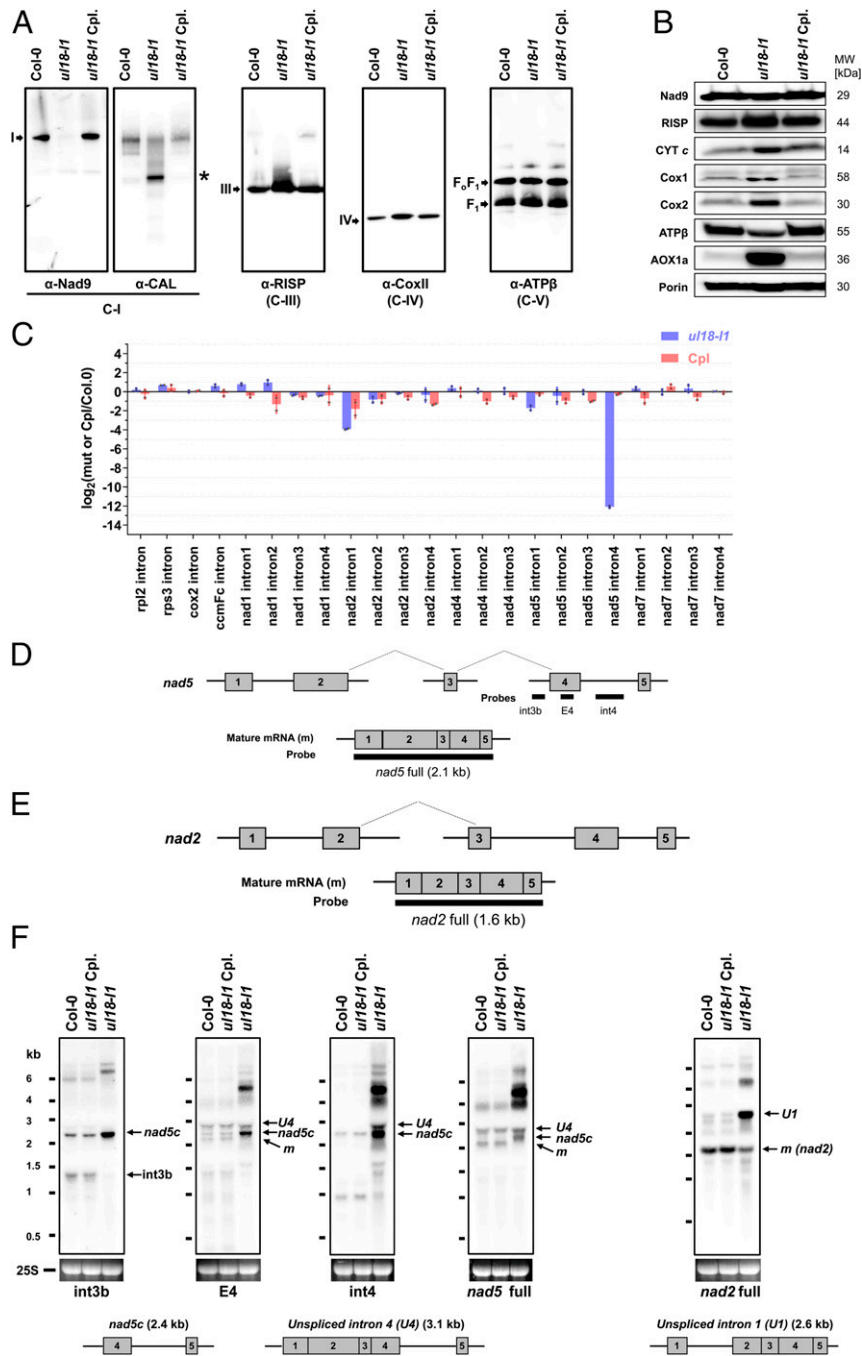 A
Col-0
ul18-l1
ul18-l1 Cpl.
Col-0
ul18-l1
ul18-l1 Cpl.
Col-0
ul18-l1
ul18-l1 Cpl.
Col-0
ul18-l1
ul18-l1 Cpl.
Col-0
ul18-l1
ul18-l1 Cpl.
I
*
III
IV
FoF1
F1
α-Nad9
α-CAL
C-I
α-RISP
(C-III)
α-CoxII
(C-IV)
α-ATPβ
(C-V)
B
Col-0
ul18-l1
ul18-l1 Cpl.
MW
[kDa]
Nad9 29
RISP 44
CYT c 14
Cox1 58
Cox2 30
ATPβ 55
AOX1a 36
Porin 30
C
ul18-l1
Cpl
log2(mut or Cpl/Col.0)
4
2
0
-2
-4
-6
-8
-10
-12
-14
rpl2 intron
rps3 intron
cox2 intron
ccmFc intron
nad1 intron1
nad1 intron2
nad1 intron3
nad1 intron4
nad2 intron1
nad2 intron2
nad2 intron3
nad2 intron4
nad4 intron1
nad4 intron2
nad4 intron3
nad5 intron1
nad5 intron2
nad5 intron3
nad5 intron4
nad7 intron1
nad7 intron2
nad7 intron3
nad7 intron4
D
nad5
1 2 3 4 5
Probes
int3b E4 int4
Mature mRNA (m)
1 2 3 4 5
Probe
nad5 full (2.1 kb)
E
nad2
1 2 3 4 5
Mature mRNA (m)
1 2 3 4 5
Probe
nad2 full (1.6 kb)
F
Col-0
ul18-l1 Cpl.
ul18-l1
Col-0
ul18-l1 Cpl.
ul18-l1
Col-0
ul18-l1 Cpl.
ul18-l1
Col-0
ul18-l1 Cpl.
ul18-l1
Col-0
ul18-l1 Cpl.
ul18-l1
kb
6
4
3
2
1.5
1
0.5
nad5c
int3b
U4
nad5c
m
U4
nad5c
U4
nad5c
m
U1
m (nad2)
25S
int3b
E4
int4
nad5 full
nad2 full
nad5c (2.4 kb)
4 5
Unspliced intron 4 (U4) (3.1 kb)
1 2 3 4 5
Unspliced intron 1 (U1) (2.6 kb)
1 2 3 4 5